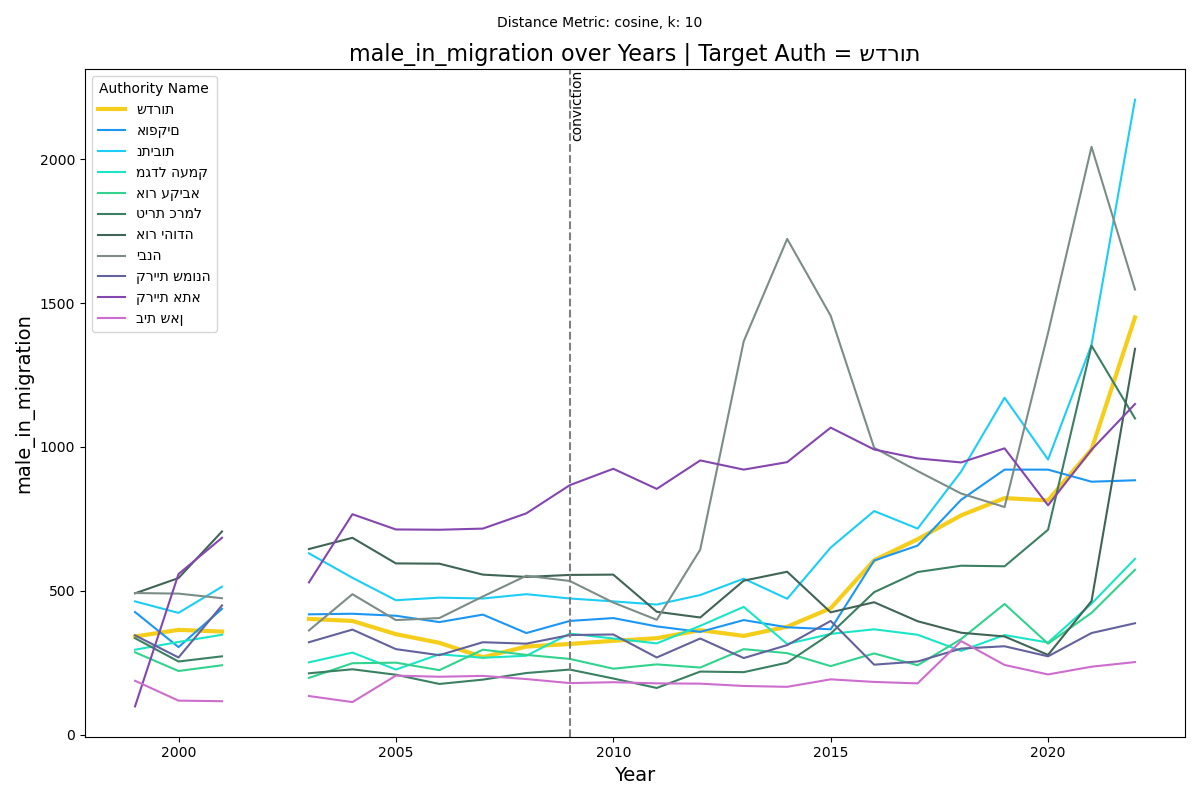 Distance Metric: cosine, k: 10
male_in_migration over Years | Target Auth = שדרות
conviction
Authority Name
שדרות
אופקים
נתיבות
מגדל העמק
אור עקיבא
טירת כרמל
אור יהודה
יבנה
קריית שמונה
קריית אתא
בית שאן
male_in_migration
2000
1500
1000
500
0
2000
2005
2010
2015
2020
Year